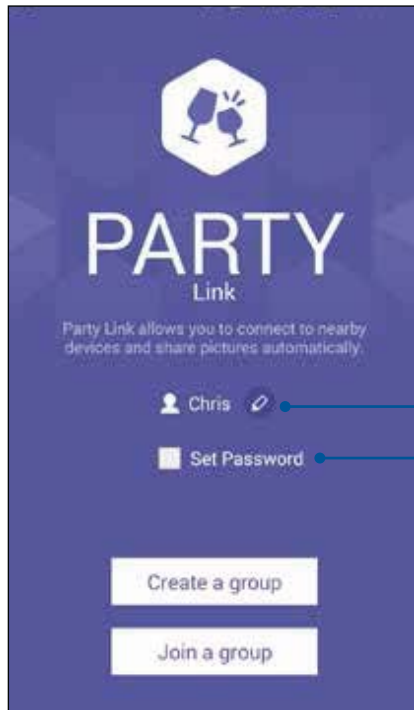 PARTY
Link
Party Link allows you to connect to nearby
devices and share pictures automatically.
Chris
Set Password
Create a group
Join a group